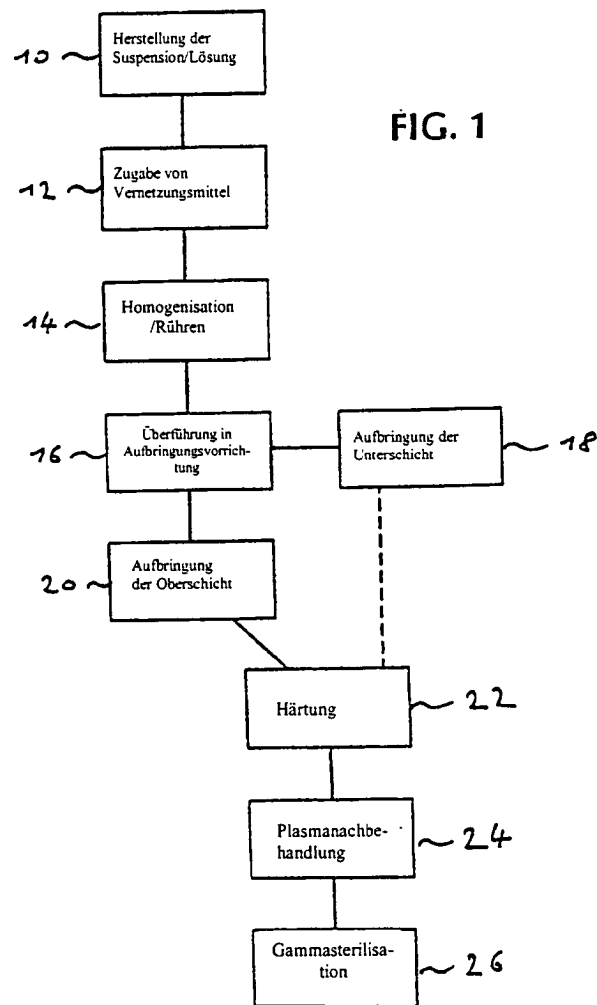 10
Herstellung der
Suspension/Lösung
FIG. 1
12
Zugabe von
Vernetzungsmittel
14
Homogenisation
/Rühren
16
Überführung in
Aufbringungsvorrich-
tung
Aufbringung der
Unterschicht
18
20
Aufbringung
der Oberschicht
Härtung
22
Plasmanachbe-
handlung
24
Gammasterilisa-
tion
26